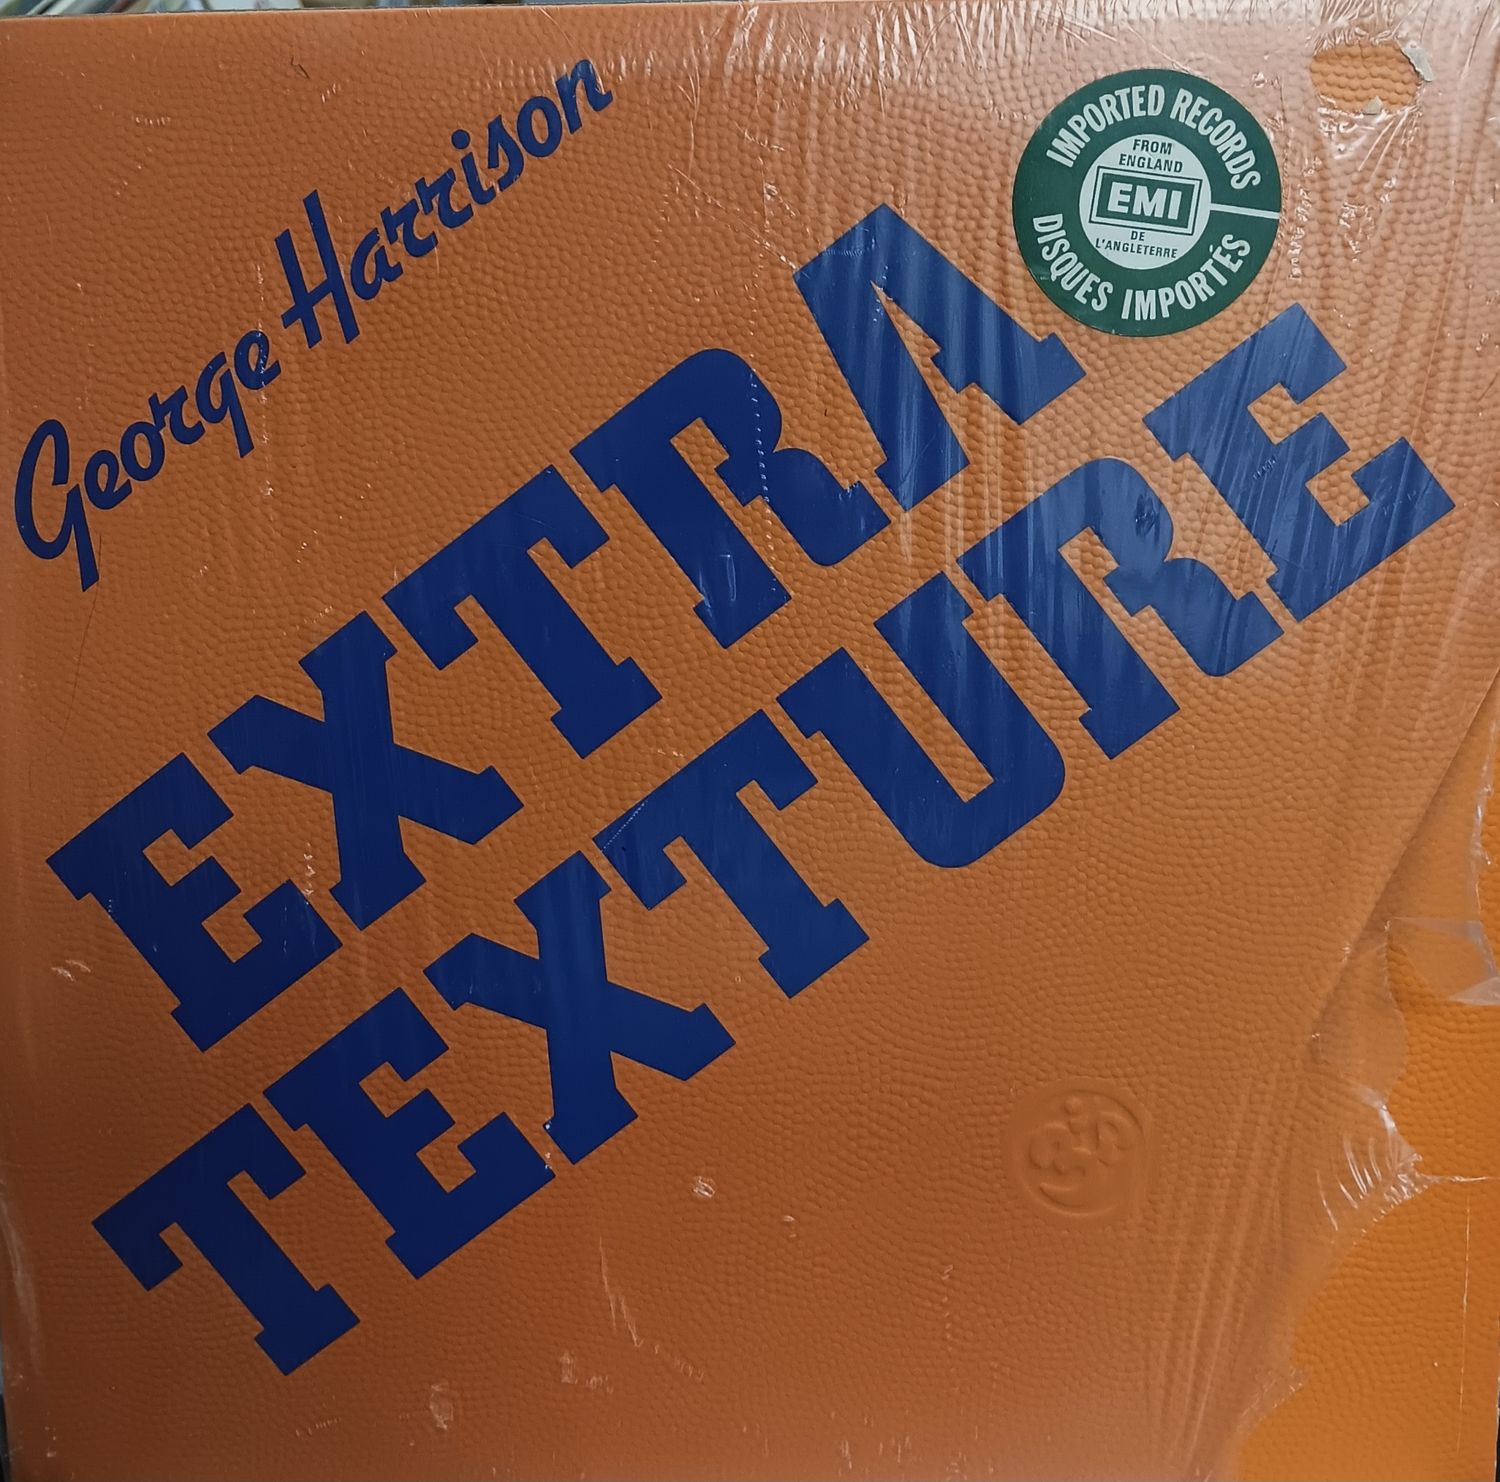 George Harrison
EXTRA
TEXTURE
IMPORTED RECORDS
FROM
ENGLAND
EMI
DE
L'ANGLETERRE
DISQUES IMPORTÉS